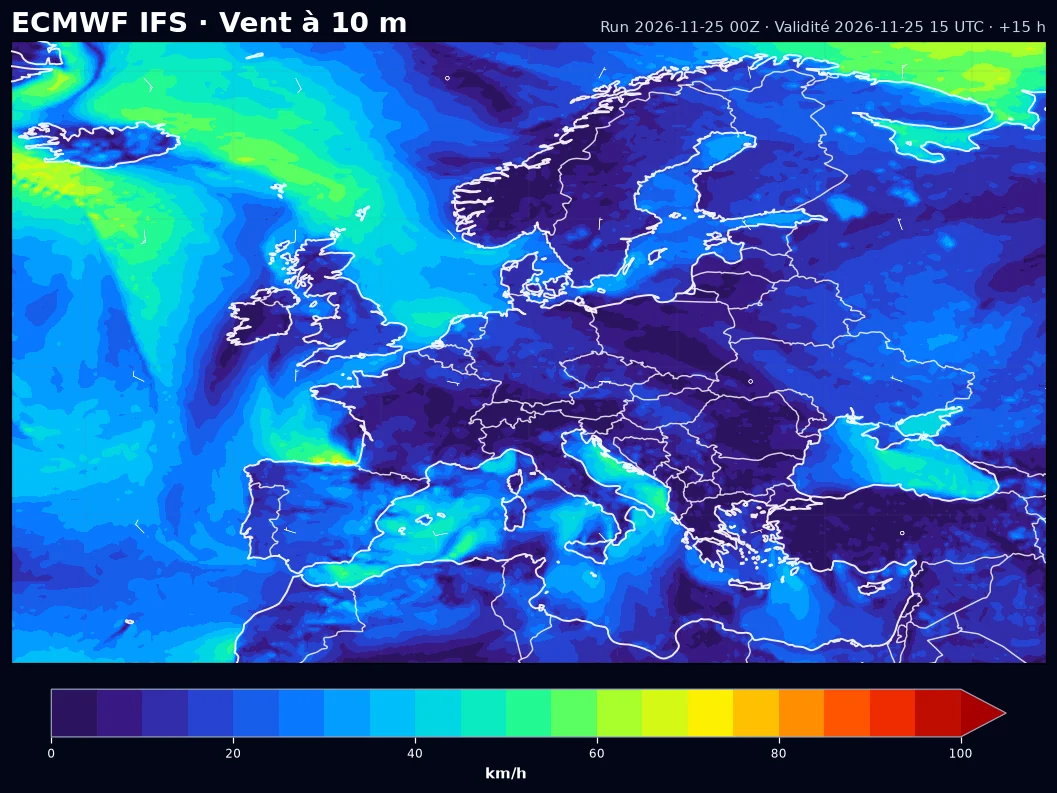 ECMWF IFS · Vent à 10 m
Run 2026-11-25 00Z · Validité 2026-11-25 15 UTC · +15 h
0 20 40 60 80 100
km/h